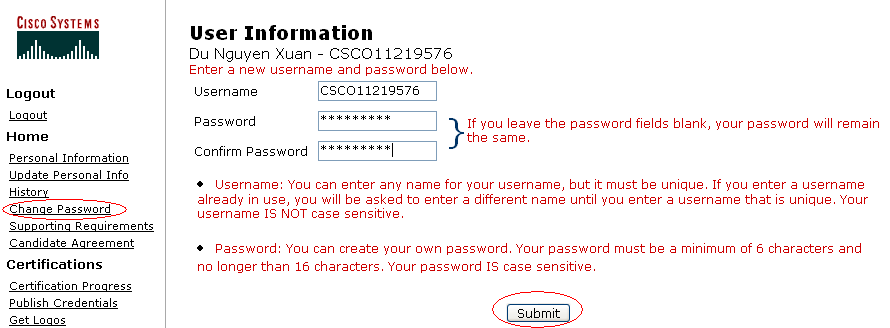 CISCO SYSTEMS
Logout
Logout
Home
Personal Information
Update Personal Info
History
Change Password
Supporting Requirements
Candidate Agreement
Certifications
Certification Progress
Publish Credentials
Get Logos
User Information
Du Nguyen Xuan - CSCO11219576
Enter a new username and password below.
Username CSCO11219576
Password *********
Confirm Password *********
If you leave the password fields blank, your password will remain
the same.
• Username: You can enter any name for your username, but it must be unique. If you enter a username
already in use, you will be asked to enter a different name until you enter a username that is unique. Your
username IS NOT case sensitive.
• Password: You can create your own password. Your password must be a minimum of 6 characters and
no longer than 16 characters. Your password IS case sensitive.
Submit